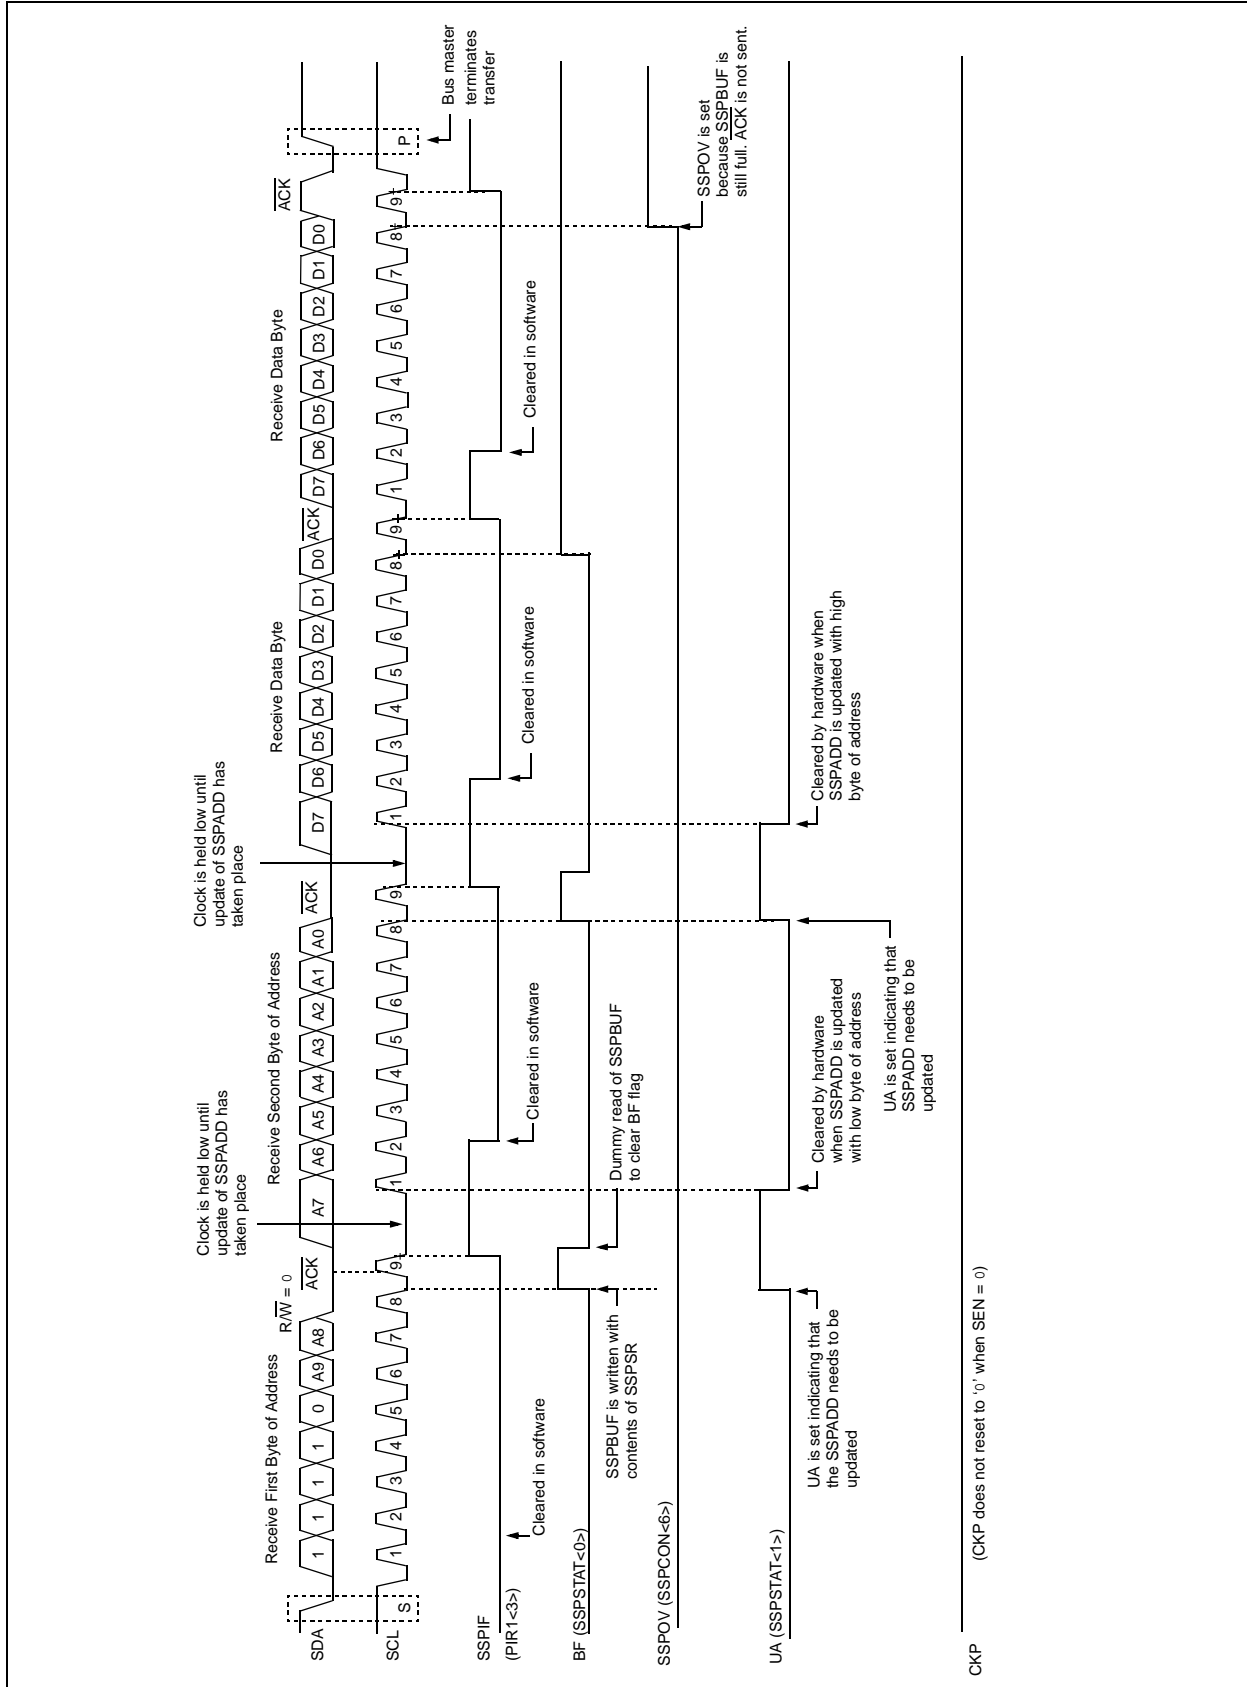 Receive First Byte of Address
R/W = 0
ACK
Clock is held low until
update of SSPADD has
taken place
Receive Second Byte of Address
ACK
Clock is held low until
update of SSPADD has
taken place
Receive Data Byte
ACK
Receive Data Byte
ACK
SDA
1 1 1 1 0 A9 A8
A7 A6 A5 A4 A3 A2 A1 A0
D7 D6 D5 D4 D3 D2 D1 D0
D7 D6 D5 D4 D3 D2 D1 D0
SCL
S
1 2 3 4 5 6 7 8 9
1 2 3 4 5 6 7 8 9
1 2 3 4 5 6 7 8 9
1 2 3 4 5 6 7 8 9
P
Bus master
terminates
transfer
SSPIF
(PIR1<3>)
Cleared in software
Cleared in software
Cleared in software
Cleared in software
BF (SSPSTAT<0>)
SSPBUF is written with
contents of SSPSR
Dummy read of SSPBUF
to clear BF flag
SSPOV (SSPCON<6>)
SSPOV is set
because SSPBUF is
still full. ACK is not sent.
UA (SSPSTAT<1>)
UA is set indicating that
the SSPADD needs to be
updated
Cleared by hardware
when SSPADD is updated
with low byte of address
UA is set indicating that
SSPADD needs to be
updated
Cleared by hardware when
SSPADD is updated with high
byte of address
CKP
(CKP does not reset to ‘0’ when SEN = 0)